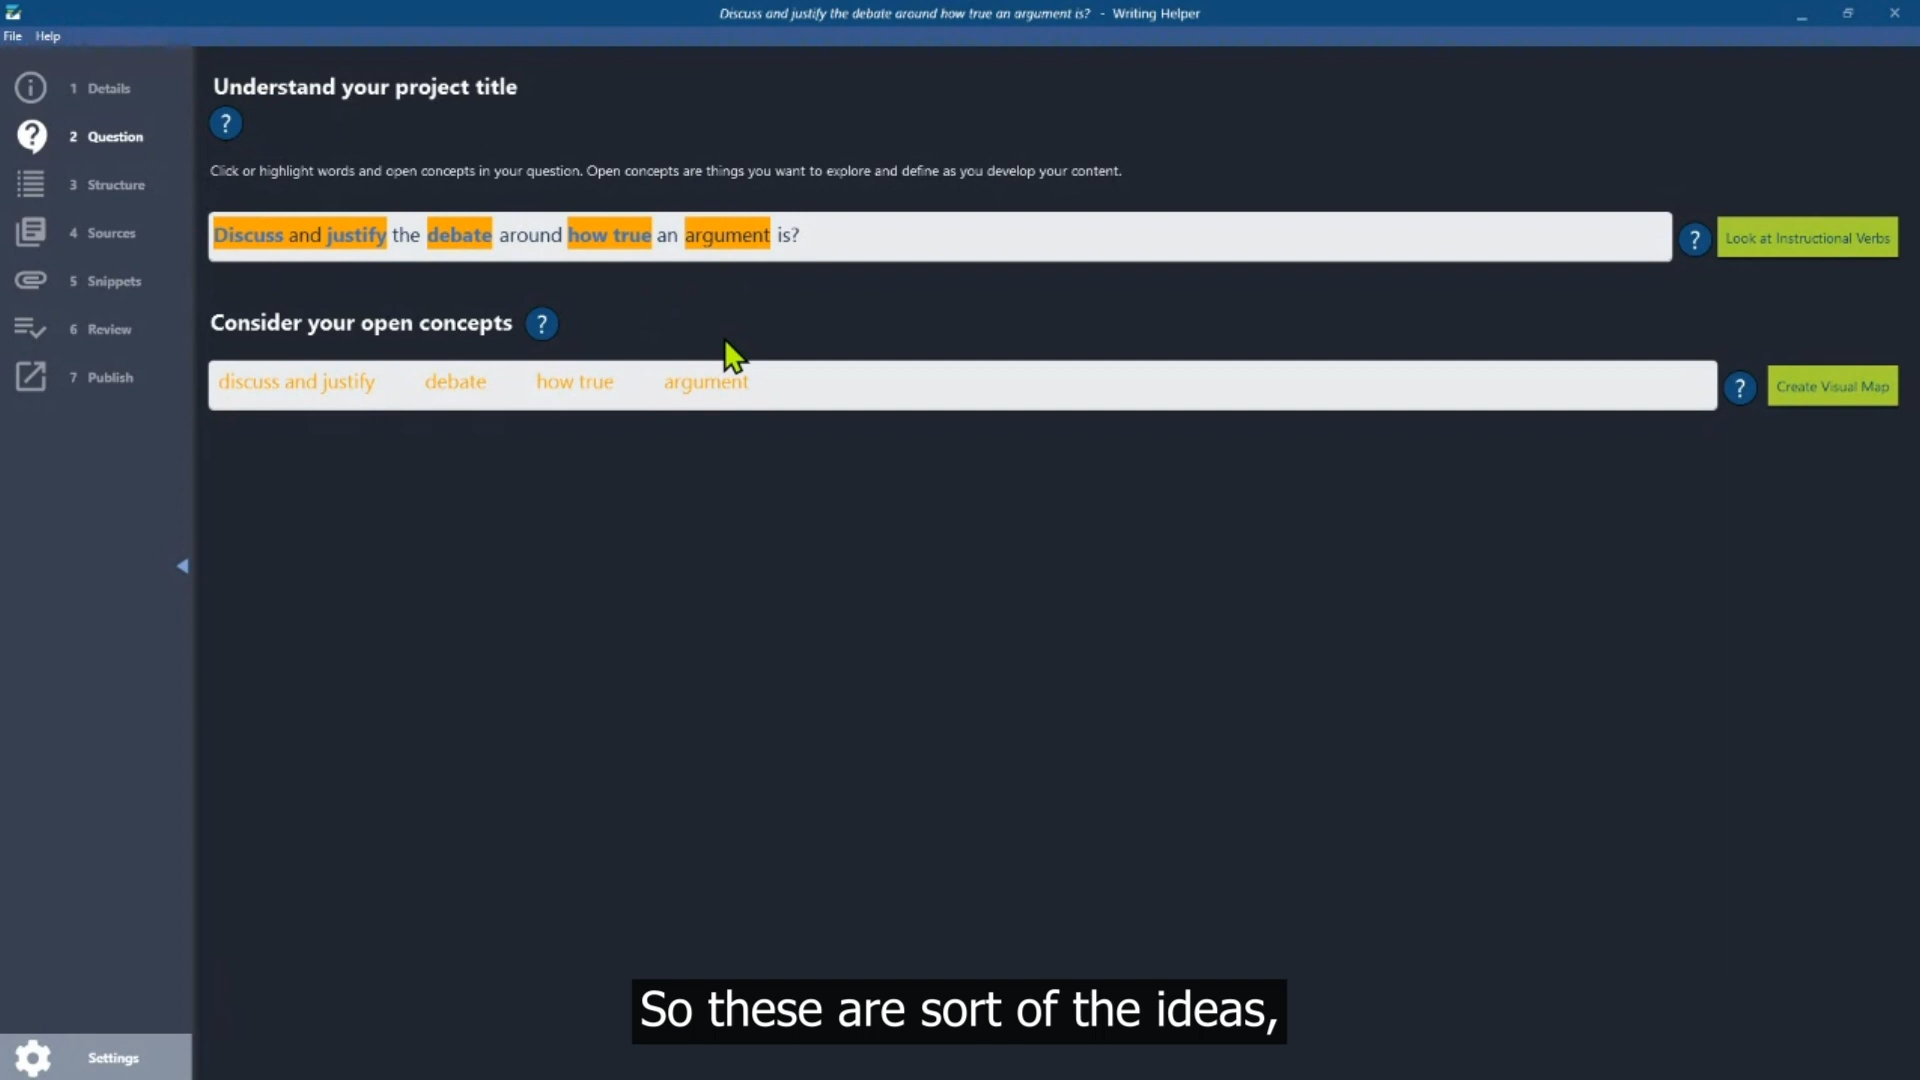 Discuss and justify the debate around how true an argument is? - Writing Helper
File Help
1 Details
2 Question
3 Structure
4 Sources
5 Snippets
6 Review
7 Publish
Settings
Understand your project title
?
Click or highlight words and open concepts in your question. Open concepts are things you want to explore and define as you develop your content.
Discuss and justify the debate around how true an argument is?
? Look at Instructional Verbs
Consider your open concepts ?
discuss and justify debate how true argument
? Create Visual Map
So these are sort of the ideas,